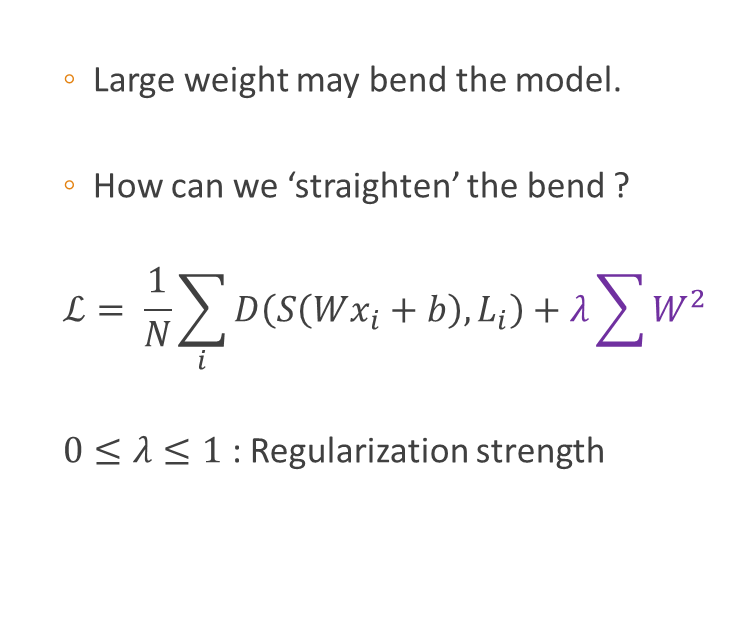 ◦ Large weight may bend the model.
◦ How can we ‘straighten’ the bend ?
ℒ = 1/N ∑_i D(S(Wx_i + b), L_i) + λ ∑ W²
0 ≤ λ ≤ 1 : Regularization strength